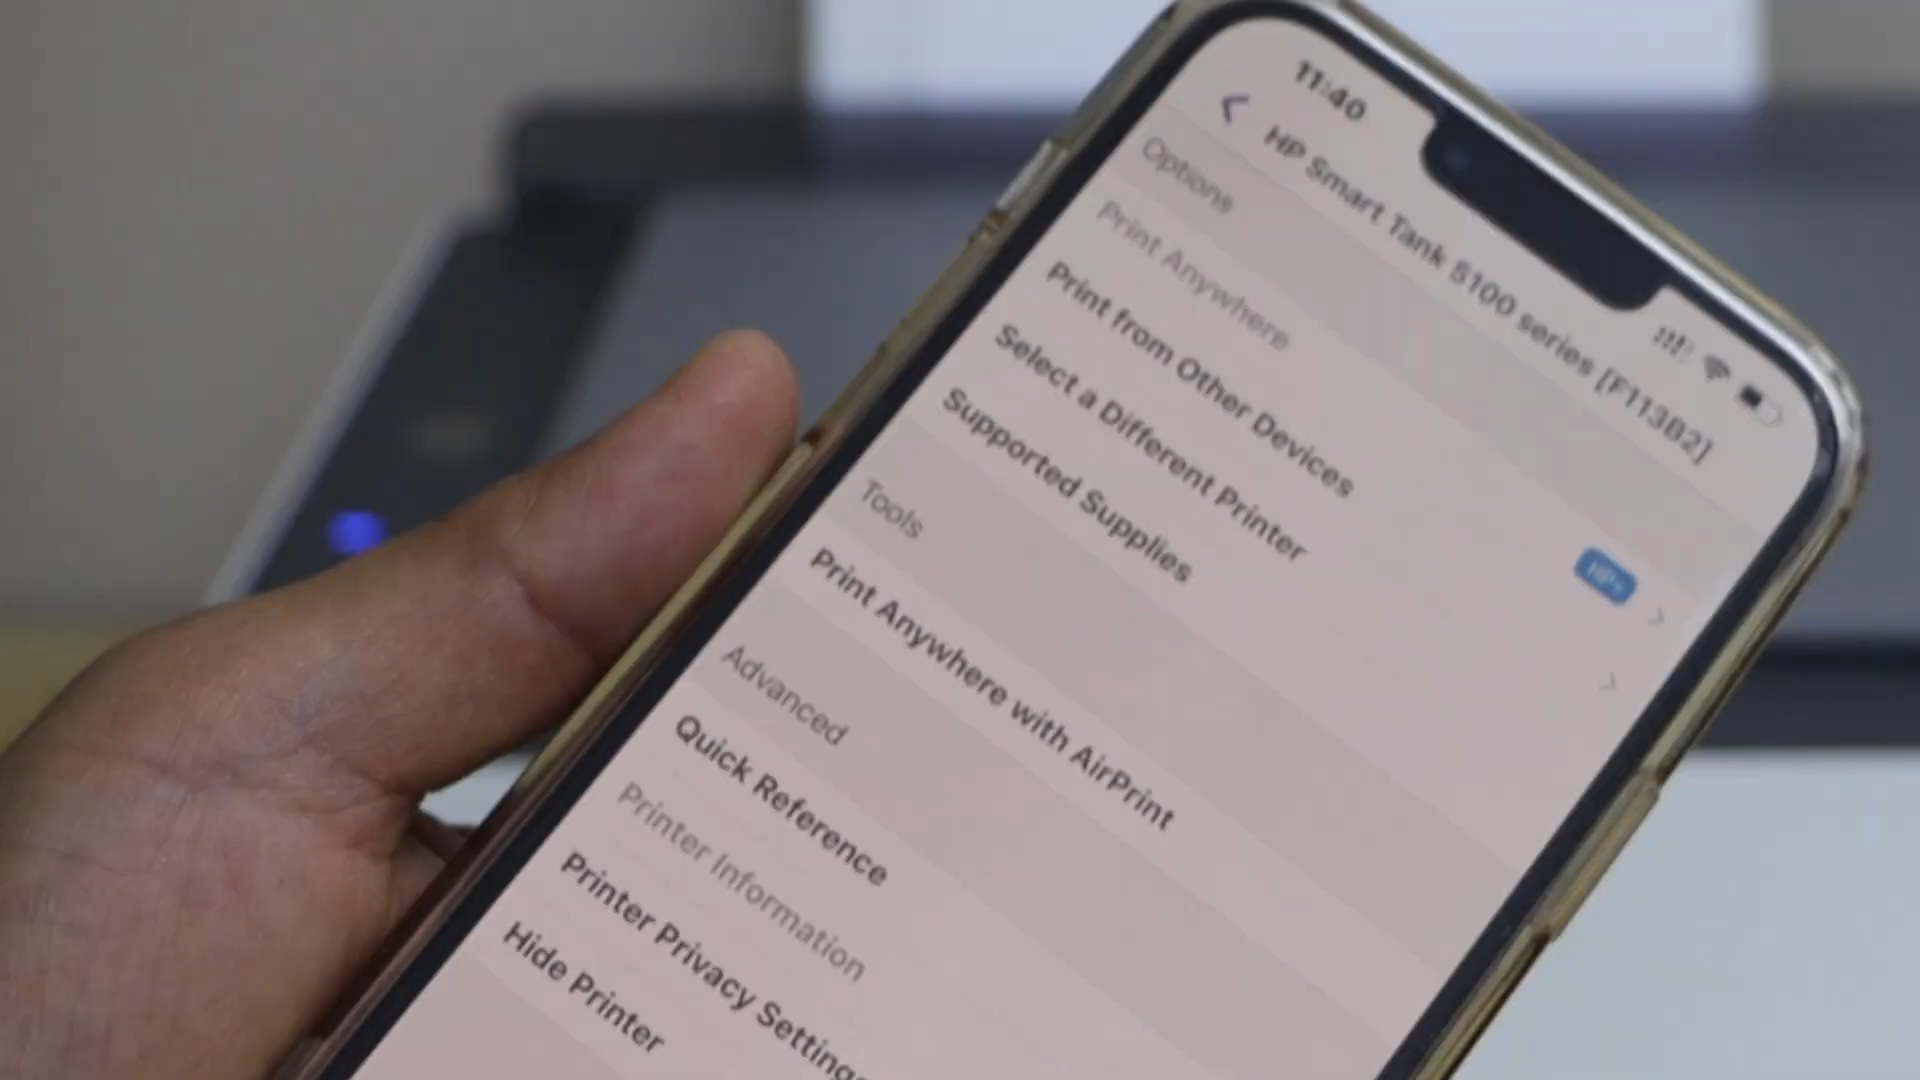 11:40
HP Smart Tank 5100 series [F113B2]
Options
Print Anywhere
HP+
Print from Other Devices
Select a Different Printer
Supported Supplies
Tools
Print Anywhere with AirPrint
Advanced
Quick Reference
Printer Information
Printer Privacy Settings
Hide Printer